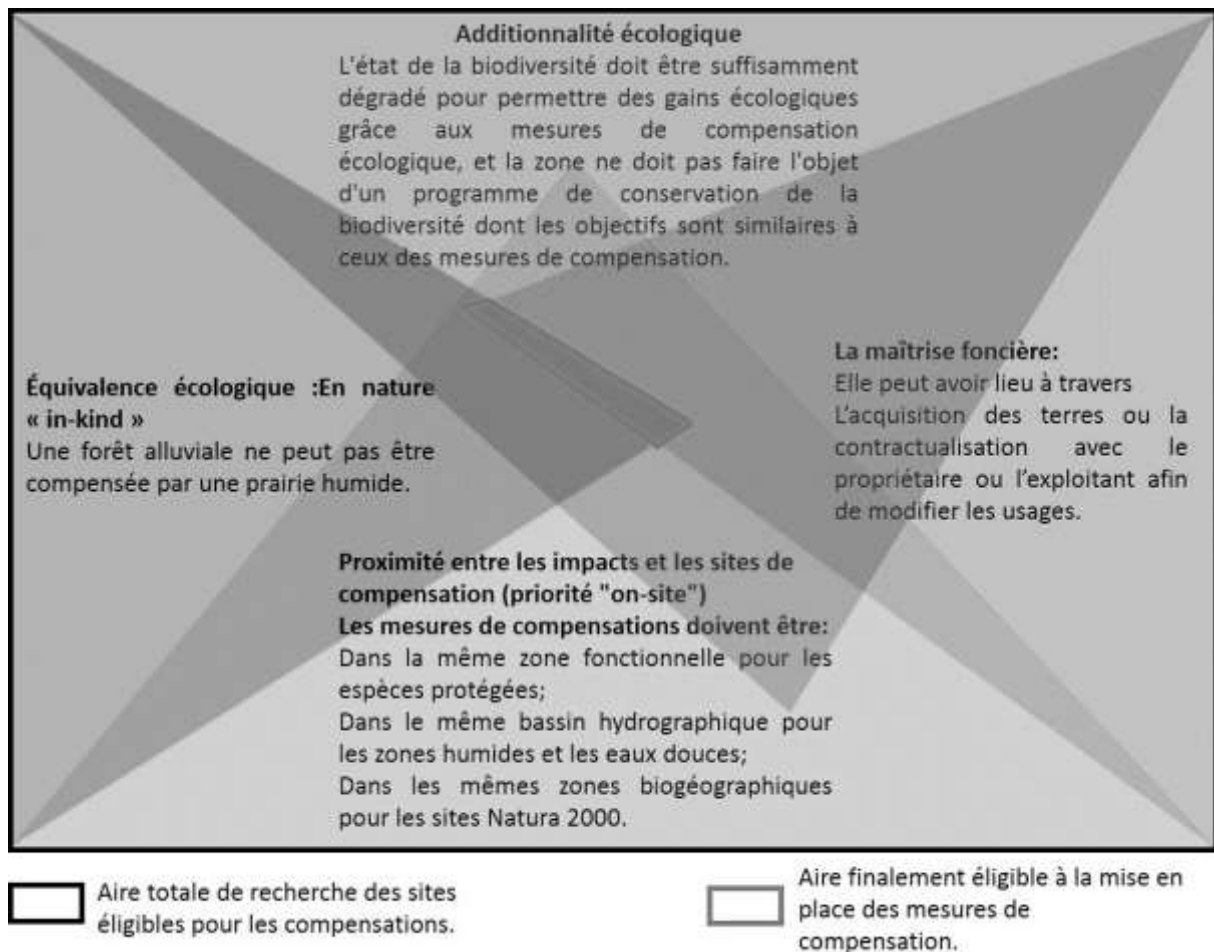 Additionnalité écologique
L'état de la biodiversité doit être suffisamment
dégradé pour permettre des gains écologiques
grâce aux mesures de compensation
écologique, et la zone ne doit pas faire l'objet
d'un programme de conservation de la
biodiversité dont les objectifs sont similaires à
ceux des mesures de compensation.
Équivalence écologique :En nature
« in-kind »
Une forêt alluviale ne peut pas être
compensée par une prairie humide.
La maîtrise foncière:
Elle peut avoir lieu à travers
L'acquisition des terres ou la
contractualisation avec le
propriétaire ou l'exploitant afin
de modifier les usages.
Proximité entre les impacts et les sites de
compensation (priorité "on-site")
Les mesures de compensations doivent être:
Dans la même zone fonctionnelle pour les
espèces protégées;
Dans le même bassin hydrographique pour
les zones humides et les eaux douces;
Dans les mêmes zones biogéographiques
pour les sites Natura 2000.
Aire totale de recherche des sites
éligibles pour les compensations.
Aire finalement éligible à la mise en
place des mesures de
compensation.